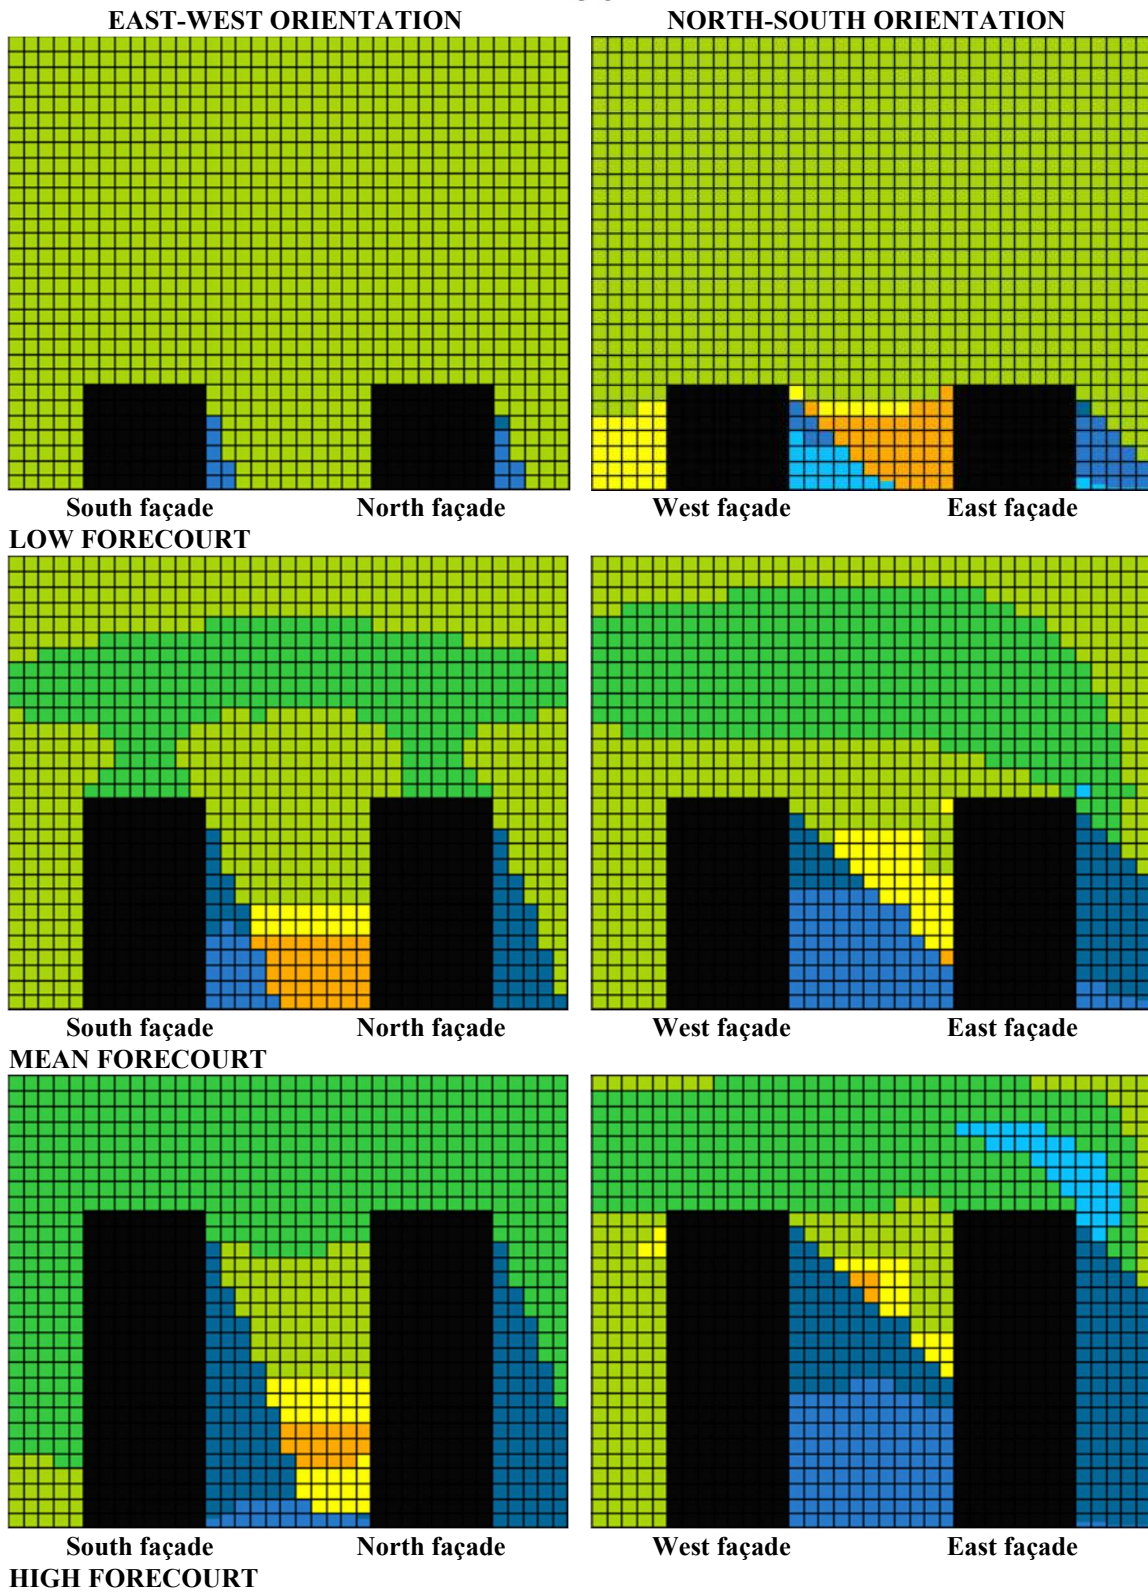 EAST-WEST ORIENTATION NORTH-SOUTH ORIENTATION
South façade North façade West façade East façade
LOW FORECOURT
South façade North façade West façade East façade
MEAN FORECOURT
South façade North façade West façade East façade
HIGH FORECOURT